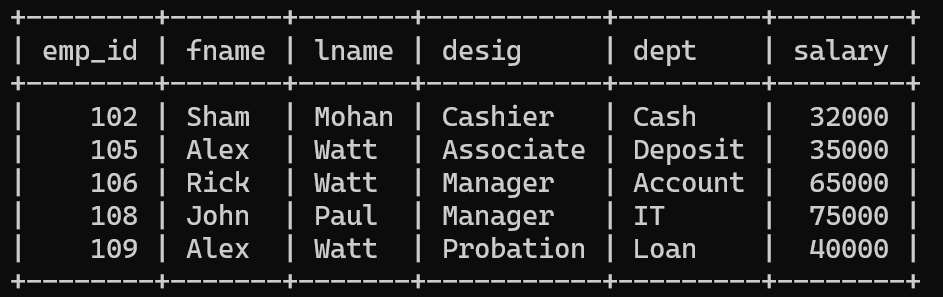 +--------+-------+-------+-----------+---------+--------+
| emp_id | fname | lname | desig     | dept    | salary |
+--------+-------+-------+-----------+---------+--------+
|    102 | Sham  | Mohan | Cashier   | Cash    |  32000 |
|    105 | Alex  | Watt  | Associate | Deposit |  35000 |
|    106 | Rick  | Watt  | Manager   | Account |  65000 |
|    108 | John  | Paul  | Manager   | IT      |  75000 |
|    109 | Alex  | Watt  | Probation | Loan    |  40000 |
+--------+-------+-------+-----------+---------+--------+